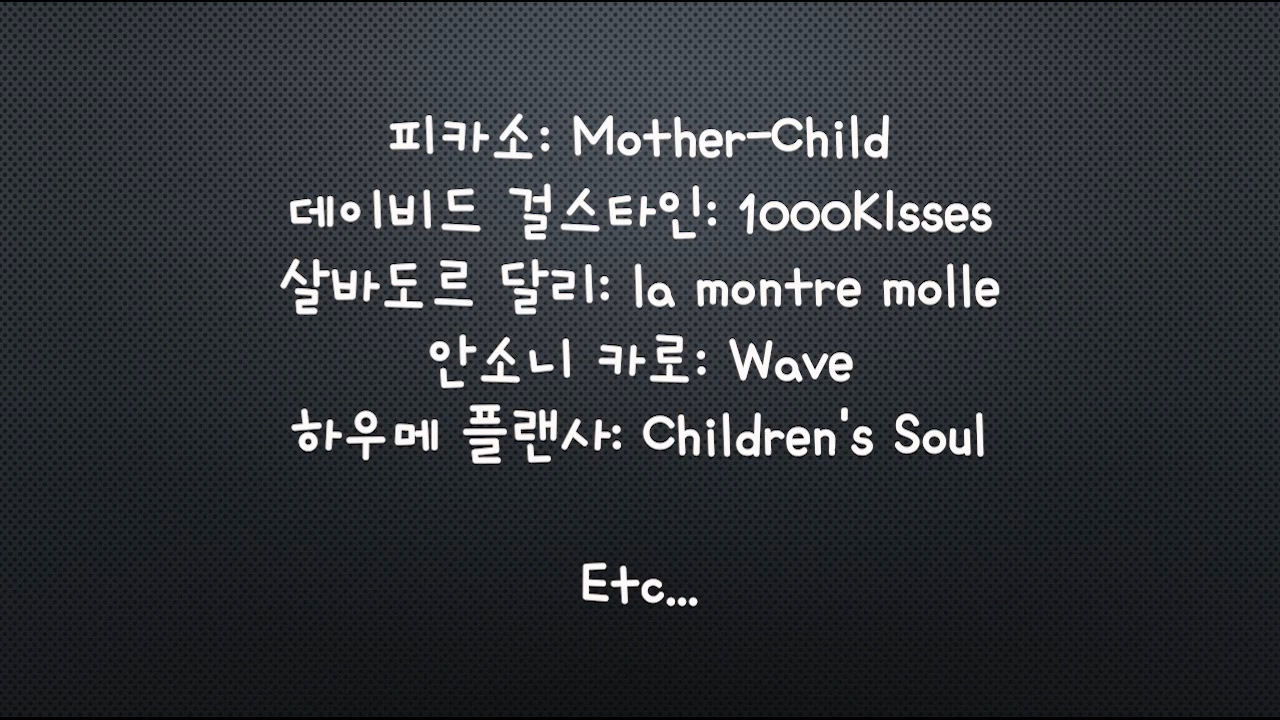 피카소: Mother-Child
데이비드 걸스타인: 1000KIsses
살바도르 달리: la montre molle
안소니 카로: Wave
하우메 플랜사: Children's Soul
Etc...